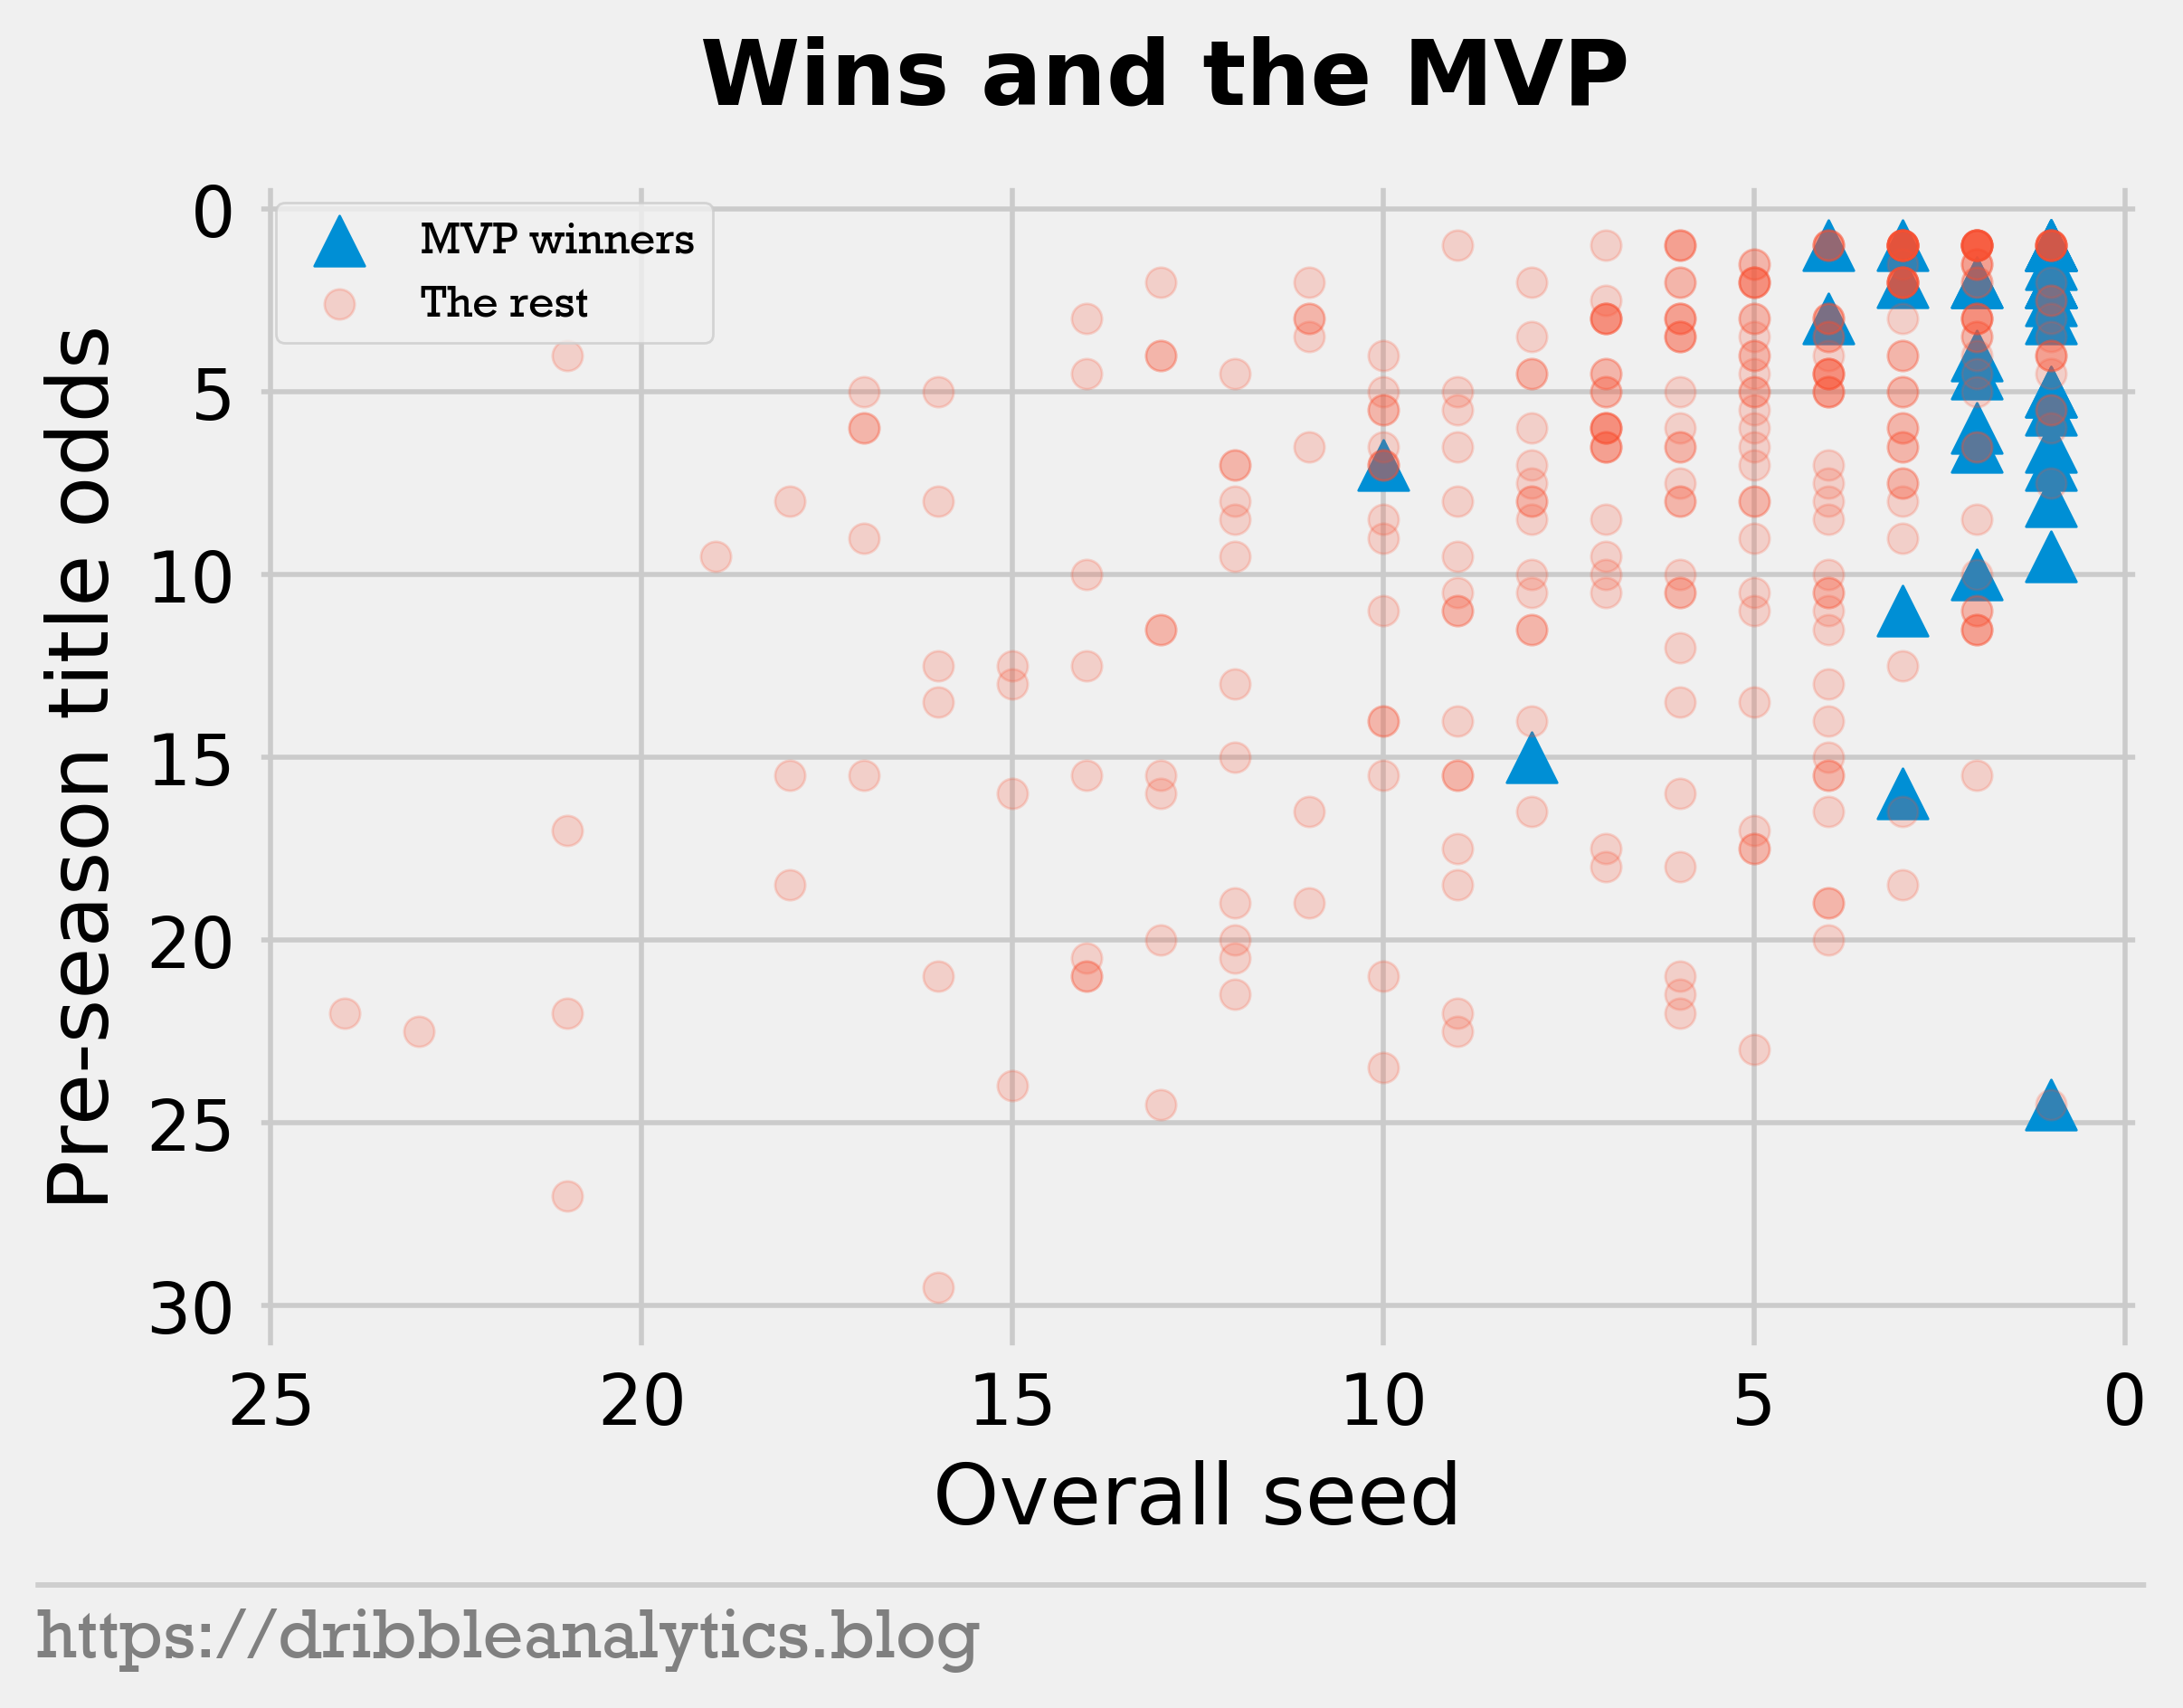 Wins and the MVP
MVP winners
The rest
Pre-season title odds
0
5
10
15
20
25
30
25 20 15 10 5 0
Overall seed
https://dribbleanalytics.blog